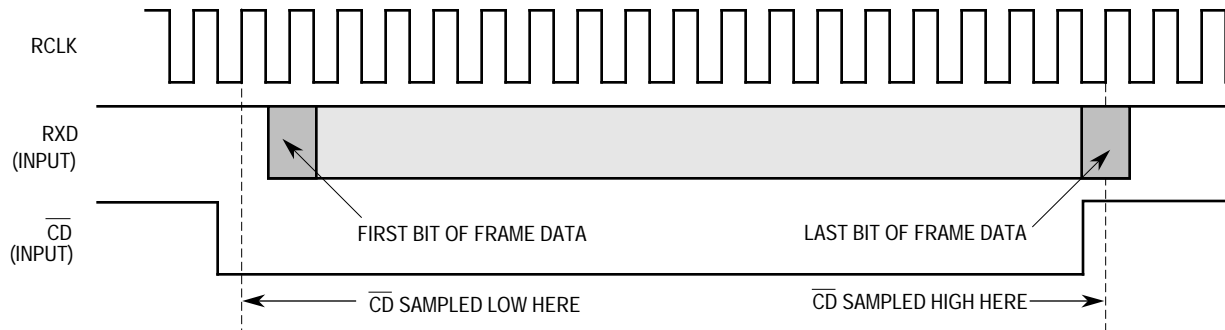 RCLK
RXD
(INPUT)
CD
(INPUT)
FIRST BIT OF FRAME DATA
LAST BIT OF FRAME DATA
CD SAMPLED LOW HERE
CD SAMPLED HIGH HERE